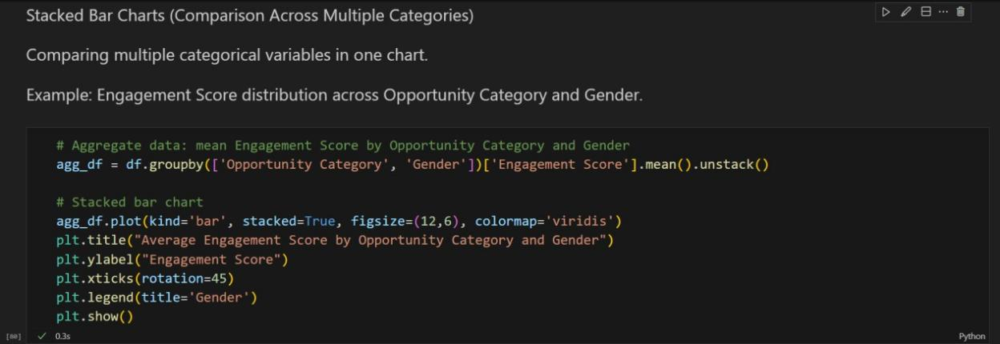 Stacked Bar Charts (Comparison Across Multiple Categories)
Comparing multiple categorical variables in one chart.
Example: Engagement Score distribution across Opportunity Category and Gender.
# Aggregate data: mean Engagement Score by Opportunity Category and Gender
agg_df = df.groupby(['Opportunity Category', 'Gender'])['Engagement Score'].mean().unstack()
# Stacked bar chart
agg_df.plot(kind='bar', stacked=True, figsize=(12,6), colormap='viridis')
plt.title("Average Engagement Score by Opportunity Category and Gender")
plt.ylabel("Engagement Score")
plt.xticks(rotation=45)
plt.legend(title='Gender')
plt.show()
[80] ✓ 0.3s Python